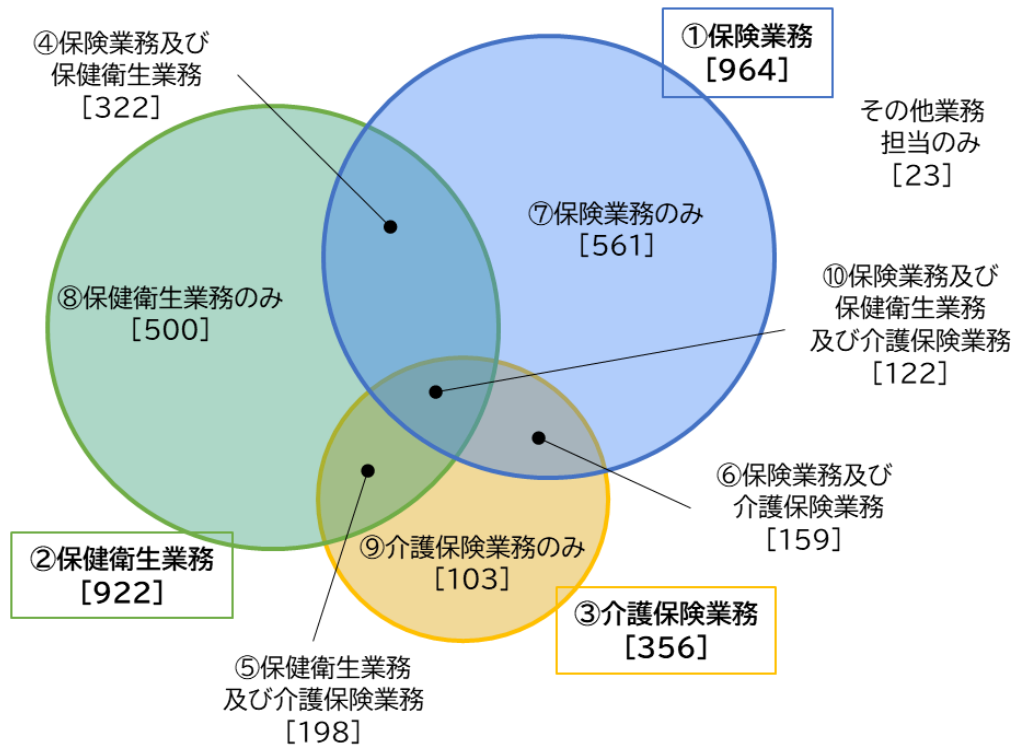 ④保険業務及び
保健衛生業務
[322]
①保険業務
[964]
その他業務
担当のみ
[23]
⑦保険業務のみ
[561]
⑧保健衛生業務のみ
[500]
⑩保険業務及び
保健衛生業務
及び介護保険業務
[122]
⑥保険業務及び
介護保険業務
[159]
②保健衛生業務
[922]
⑨介護保険業務のみ
[103]
③介護保険業務
[356]
⑤保健衛生業務
及び介護保険業務
[198]